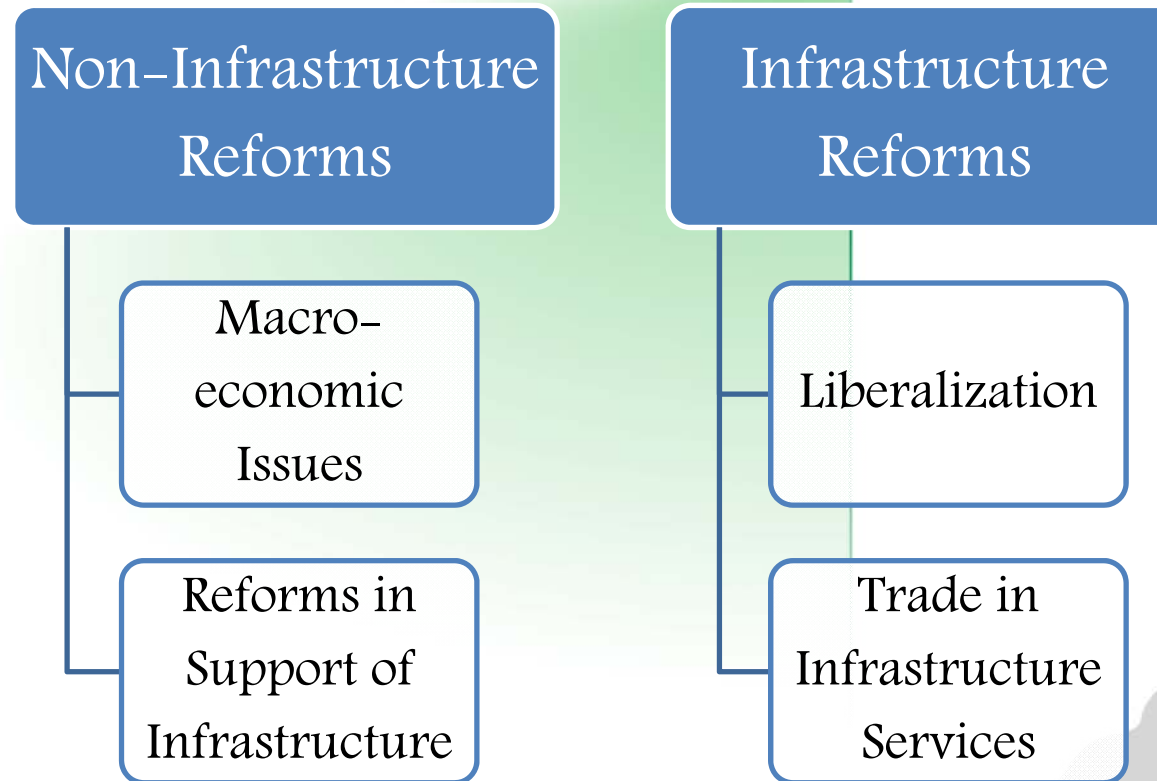 Non-Infrastructure
Reforms
Macro-
economic
Issues
Reforms in
Support of
Infrastructure
Infrastructure
Reforms
Liberalization
Trade in
Infrastructure
Services